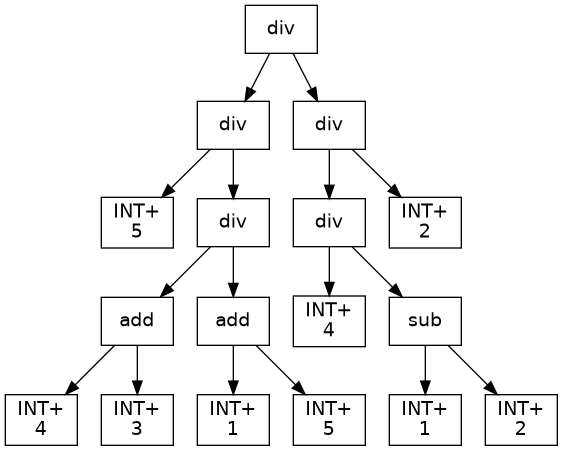 div
div
div
INT+
5
div
div
INT+
2
add
add
INT+
4
sub
INT+
4
INT+
3
INT+
1
INT+
5
INT+
1
INT+
2